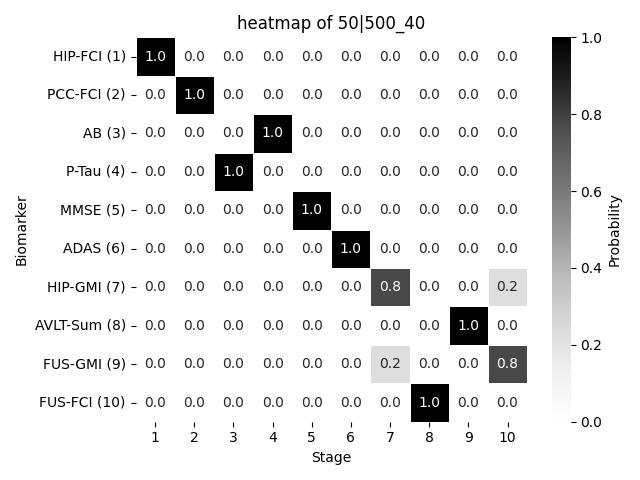 heatmap of 50|500_40
HIP-FCI (1) 1.0 0.0 0.0 0.0 0.0 0.0 0.0 0.0 0.0 0.0
PCC-FCI (2) 0.0 1.0 0.0 0.0 0.0 0.0 0.0 0.0 0.0 0.0
AB (3) 0.0 0.0 0.0 1.0 0.0 0.0 0.0 0.0 0.0 0.0
P-Tau (4) 0.0 0.0 1.0 0.0 0.0 0.0 0.0 0.0 0.0 0.0
MMSE (5) 0.0 0.0 0.0 0.0 1.0 0.0 0.0 0.0 0.0 0.0
ADAS (6) 0.0 0.0 0.0 0.0 0.0 1.0 0.0 0.0 0.0 0.0
HIP-GMI (7) 0.0 0.0 0.0 0.0 0.0 0.0 0.8 0.0 0.0 0.2
AVLT-Sum (8) 0.0 0.0 0.0 0.0 0.0 0.0 0.0 0.0 1.0 0.0
FUS-GMI (9) 0.0 0.0 0.0 0.0 0.0 0.0 0.2 0.0 0.0 0.8
FUS-FCI (10) 0.0 0.0 0.0 0.0 0.0 0.0 0.0 1.0 0.0 0.0
1 2 3 4 5 6 7 8 9 10
Stage
Biomarker
1.0
0.8
0.6
0.4
0.2
0.0
Probability